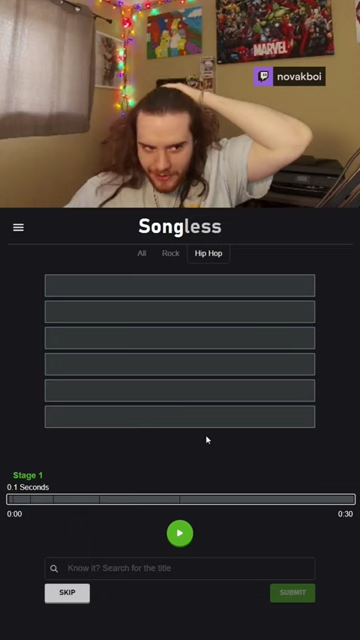 MARVEL
novakboi
Songless
All
Rock
Hip Hop
Stage 1
0.1 Seconds
0:00
0:30
Know it? Search for the title
SKIP
SUBMIT